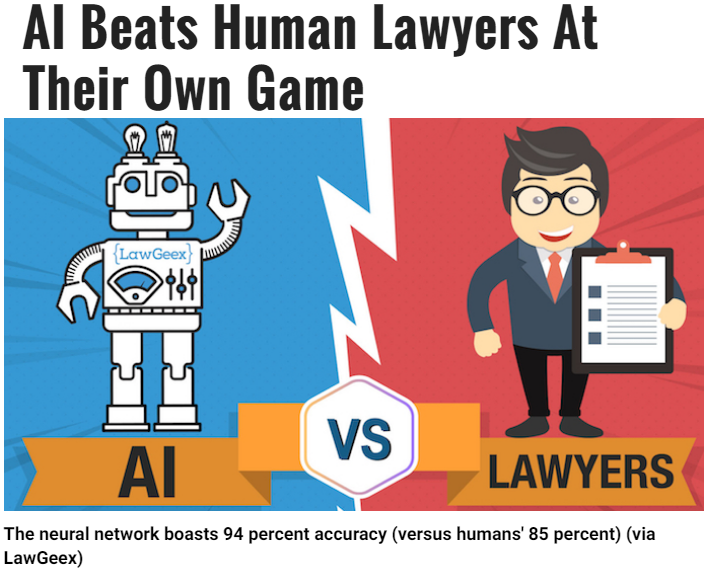 AI Beats Human Lawyers At
Their Own Game
{LawGeex}
AI
VS
LAWYERS
The neural network boasts 94 percent accuracy (versus humans' 85 percent) (via
LawGeex)